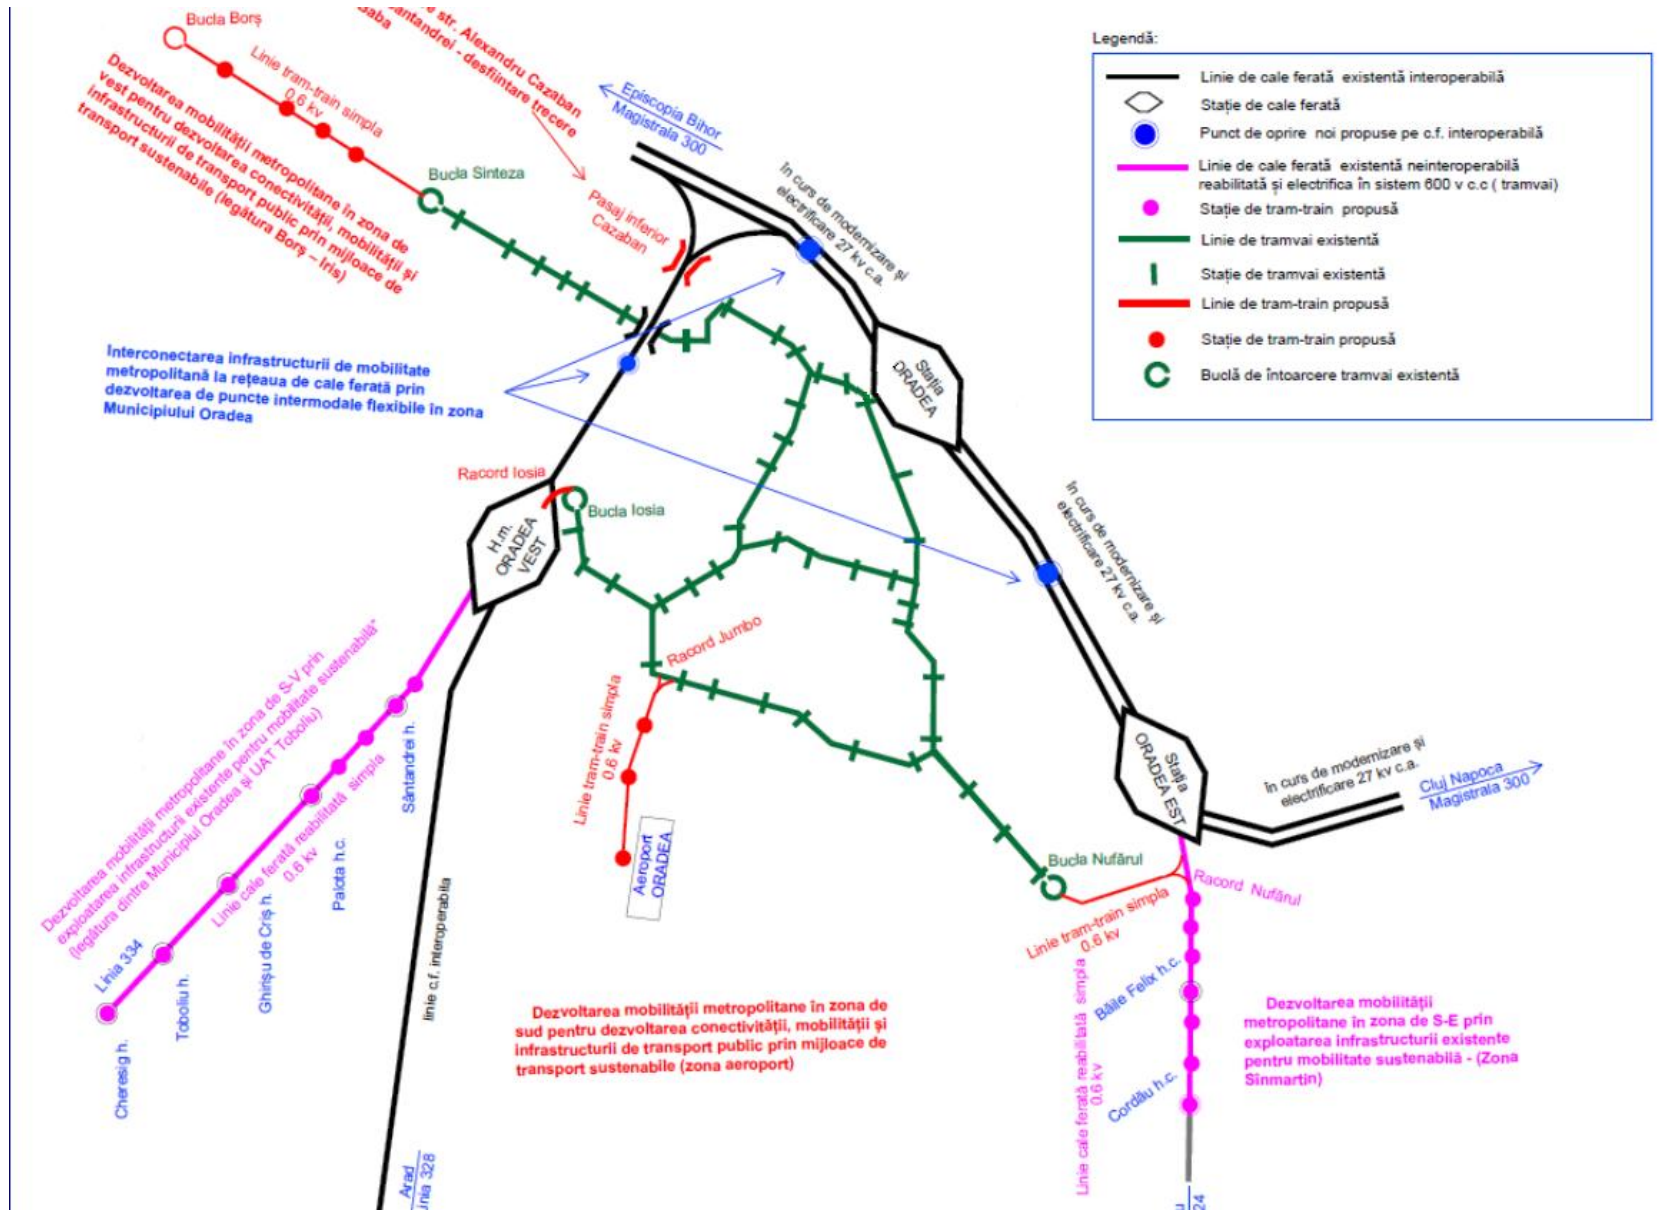 Bucla Borș
Linie tram-train simpla
0.6 kv
Dezvoltarea mobilității metropolitane în zona de
vest pentru dezvoltarea conectivității, mobilității și
infrastructurii de transport public prin mijloace de
transport sustenabile (legătura Borș – Iris)
str. Alexandru Cazaban
antandrei - desființare trecere
Episcopia Bihor
Magistrala 300
Bucla Sinteza
Pasaj inferior
Cazaban
în curs de modernizare și
electrificare 27 kv c.a.
Legendă:
Linie de cale ferată existentă interoperabilă
Stație de cale ferată
Punct de oprire noi propuse pe c.f. interoperabilă
Linie de cale ferată existentă neinteroperabilă
reabilitată și electrifica în sistem 600 v c.c ( tramvai)
Stație de tram-train propusă
Linie de tramvai existentă
Stație de tramvai existentă
Linie de tram-train propusă
Stație de tram-train propusă
Buclă de întoarcere tramvai existentă
Interconectarea infrastructurii de mobilitate
metropolitană la rețeaua de cale ferată prin
dezvoltarea de puncte intermodale flexibile în zona
Municipiului Oradea
Stația
ORADEA
Racord Iosia
Bucla Iosia
H.m.
ORADEA
VEST
în curs de modernizare și
electrificare 27 kv c.a.
Racord Jumbo
Linie tram-train simpla
0.6 kv
Aeroport
ORADEA
Dezvoltarea mobilității metropolitane în zona de S-V prin
exploatarea infrastructurii existente pentru mobilitate sustenabilă"
(legătura dintre Municipiul Oradea și UAT Toboliu)
Linie cale ferată reabilitată simpla
0.6 kv
Sântandrei h.
Palota h.c.
Ghirișu de Criș h.
Linia 334
Toboliu h.
Cheresig h.
linie c.f. interoperabila
Arad
Stația
ORADEA EST
în curs de modernizare și
electrificare 27 kv c.a.
Cluj Napoca
Magistrala 300
Bucla Nufărul
Racord Nufărul
Linie tram-train simpla
0.6 kv
Linie cale ferată reabilitată simpla
0.6 kv
Băile Felix h.c.
Cordău h.c.
Dezvoltarea mobilității metropolitane în zona de
sud pentru dezvoltarea conectivității, mobilității și
infrastructurii de transport public prin mijloace de
transport sustenabile (zona aeroport)
Dezvoltarea mobilității
metropolitane în zona de S-E prin
exploatarea infrastructurii existente
pentru mobilitate sustenabilă - (Zona
Sînmartin)